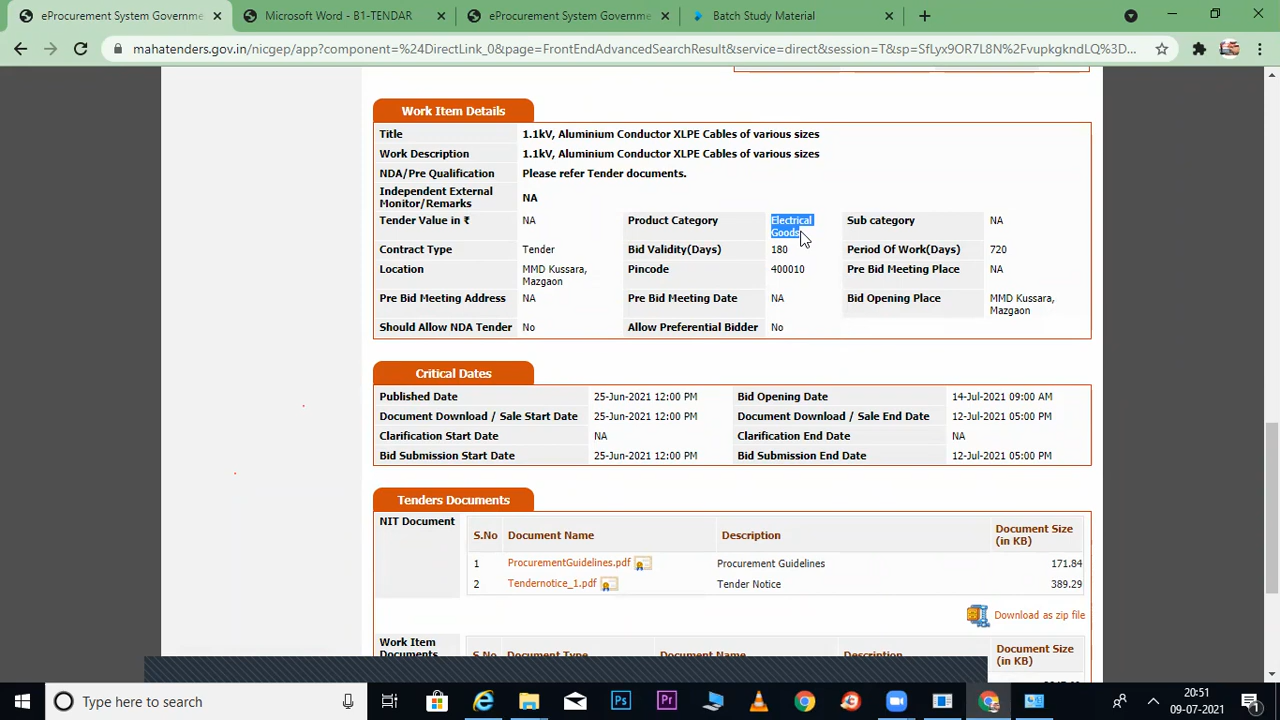 eProcurement System Governme
Microsoft Word - B1-TENDAR
eProcurement System Governme
Batch Study Material
mahatenders.gov.in/nicgep/app?component=%24DirectLink_0&page=FrontEndAdvancedSearchResult&service=direct&session=T&sp=SfLyx9OR7L8N%2FvupkgkndLQ%3D...
Work Item Details
Title 1.1kV, Aluminium Conductor XLPE Cables of various sizes
Work Description 1.1kV, Aluminium Conductor XLPE Cables of various sizes
NDA/Pre Qualification Please refer Tender documents.
Independent External
Monitor/Remarks NA
Tender Value in ₹ NA Product Category Electrical
Goods Sub category NA
Contract Type Tender Bid Validity(Days) 180 Period Of Work(Days) 720
Location MMD Kussara,
Mazgaon Pincode 400010 Pre Bid Meeting Place NA
Pre Bid Meeting Address NA Pre Bid Meeting Date NA Bid Opening Place MMD Kussara,
Mazgaon
Should Allow NDA Tender No Allow Preferential Bidder No
Critical Dates
Published Date 25-Jun-2021 12:00 PM Bid Opening Date 14-Jul-2021 09:00 AM
Document Download / Sale Start Date 25-Jun-2021 12:00 PM Document Download / Sale End Date 12-Jul-2021 05:00 PM
Clarification Start Date NA Clarification End Date NA
Bid Submission Start Date 25-Jun-2021 12:00 PM Bid Submission End Date 12-Jul-2021 05:00 PM
Tenders Documents
NIT Document
S.No Document Name Description Document Size
(in KB)
1 ProcurementGuidelines.pdf Procurement Guidelines 171.84
2 Tendernotice_1.pdf Tender Notice 389.29
Download as zip file
Work Item
Documents
S.No Document Type Document Name Description Document Size
(in KB)
Type here to search
Ps
Pr
20:51
09-07-2021
1